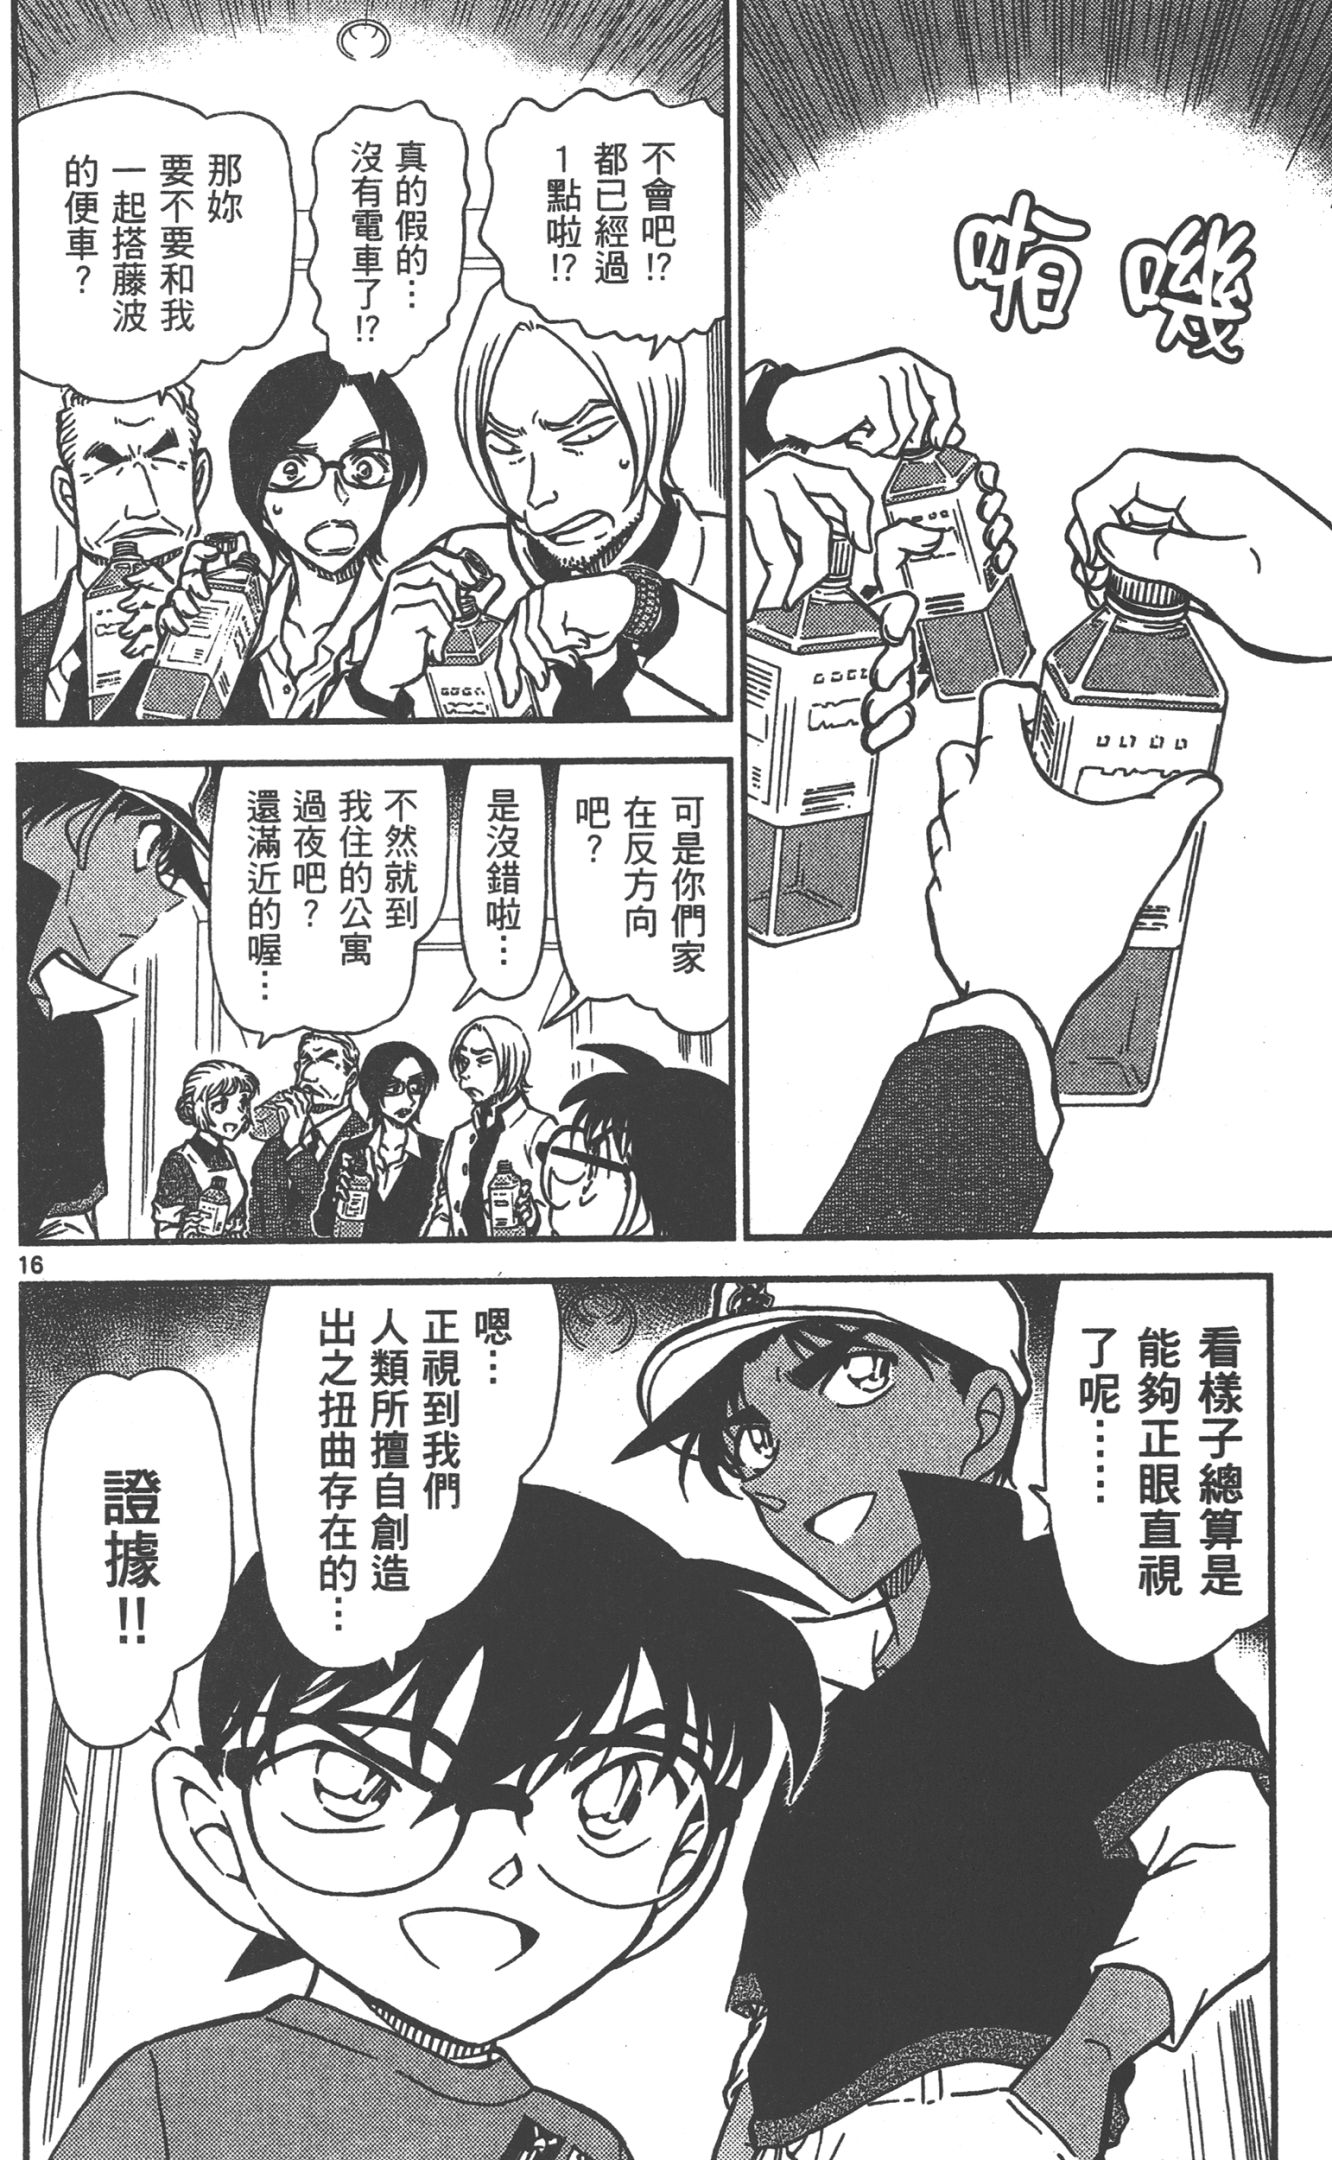 嘰
啪
不會吧!?
都已經過
1點啦!?
真的假的…
沒有電車了!?
那妳
要不要和我
一起搭藤波
的便車？
可是你們家
在反方向
吧？
是沒錯啦…
不然就到
我住的公寓
過夜吧？
還滿近的喔…
16
看樣子總算是
能夠正眼直視
了呢……
嗯…
正視到我們
人類所擅自創造
出之扭曲存在的…
證據!!